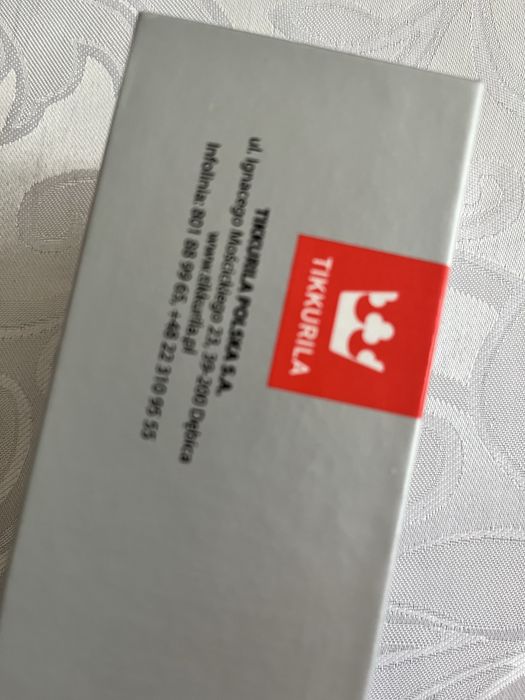 TIKKURILA
TIKKURILA POLSKA S.A.
ul. Ignacego Mościckiego 23, 39-200 Dębica
www.tikkurila.pl
Infolinia: 801 88 99 65, +48 22 310 95 55